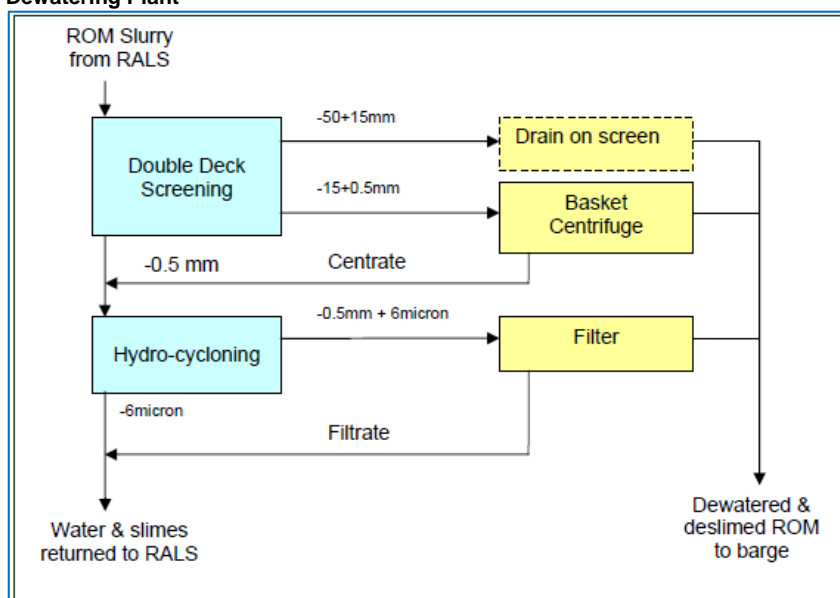 Dewatering Plant
ROM Slurry
from RALS
-50+15mm
Drain on screen
Double Deck
Screening
-15+0.5mm
Basket
Centrifuge
-0.5 mm
Centrate
-0.5mm + 6micron
Filter
Hydro-cycloning
-6micron
Filtrate
Water & slimes
returned to RALS
Dewatered &
deslimed ROM
to barge